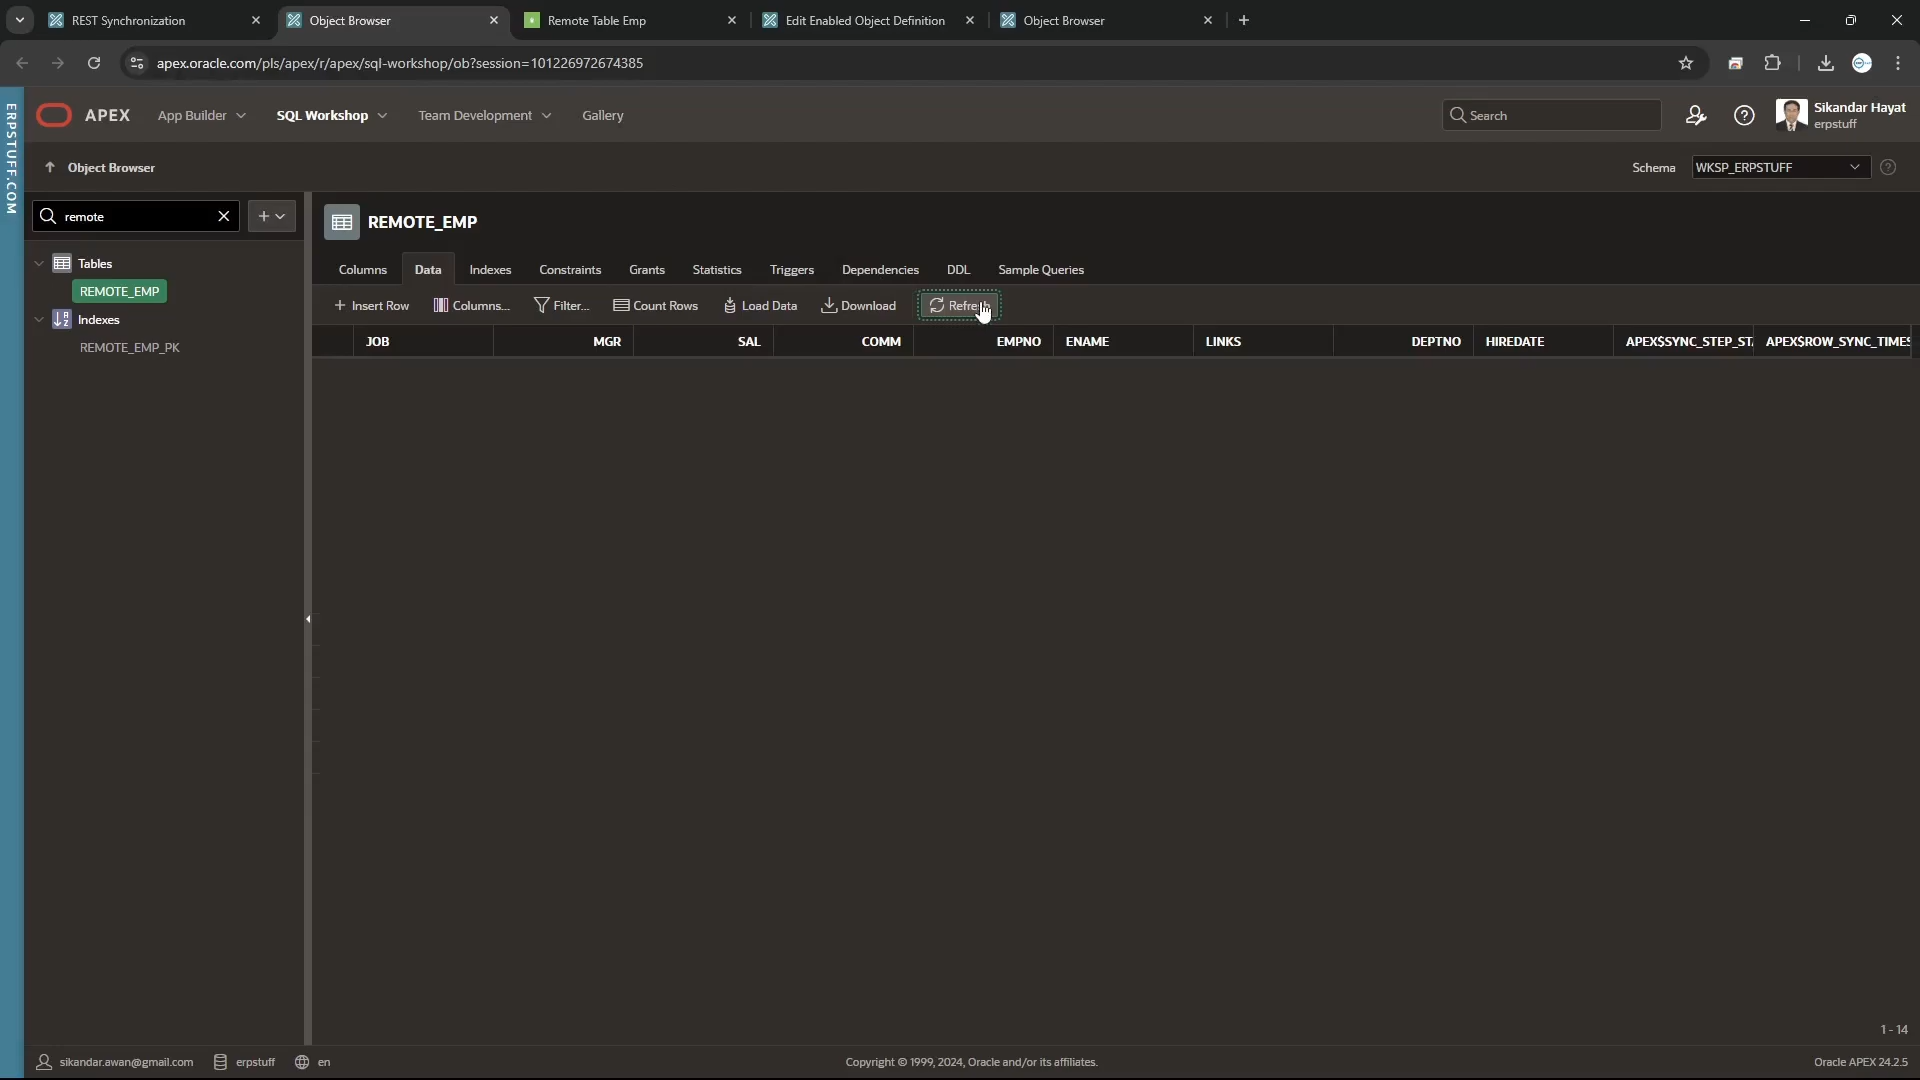 REST Synchronization
Object Browser
Remote Table Emp
Edit Enabled Object Definition
Object Browser
apex.oracle.com/pls/apex/r/apex/sql-workshop/ob?session=101226972674385
ERPSTUFF.COM
APEX
App Builder
SQL Workshop
Team Development
Gallery
Search
Sikandar Hayat
erpstuff
Object Browser
Schema
WKSP_ERPSTUFF
remote
REMOTE_EMP
Tables
REMOTE_EMP
Indexes
REMOTE_EMP_PK
Columns
Data
Indexes
Constraints
Grants
Statistics
Triggers
Dependencies
DDL
Sample Queries
Insert Row
Columns...
Filter...
Count Rows
Load Data
Download
Refresh
JOB
MGR
SAL
COMM
EMPNO
ENAME
LINKS
DEPTNO
HIREDATE
APEX$SYNC_STEP_STA
APEX$ROW_SYNC_TIMES
1 - 14
sikandar.awan@gmail.com
erpstuff
en
Copyright © 1999, 2024, Oracle and/or its affiliates.
Oracle APEX 24.2.5